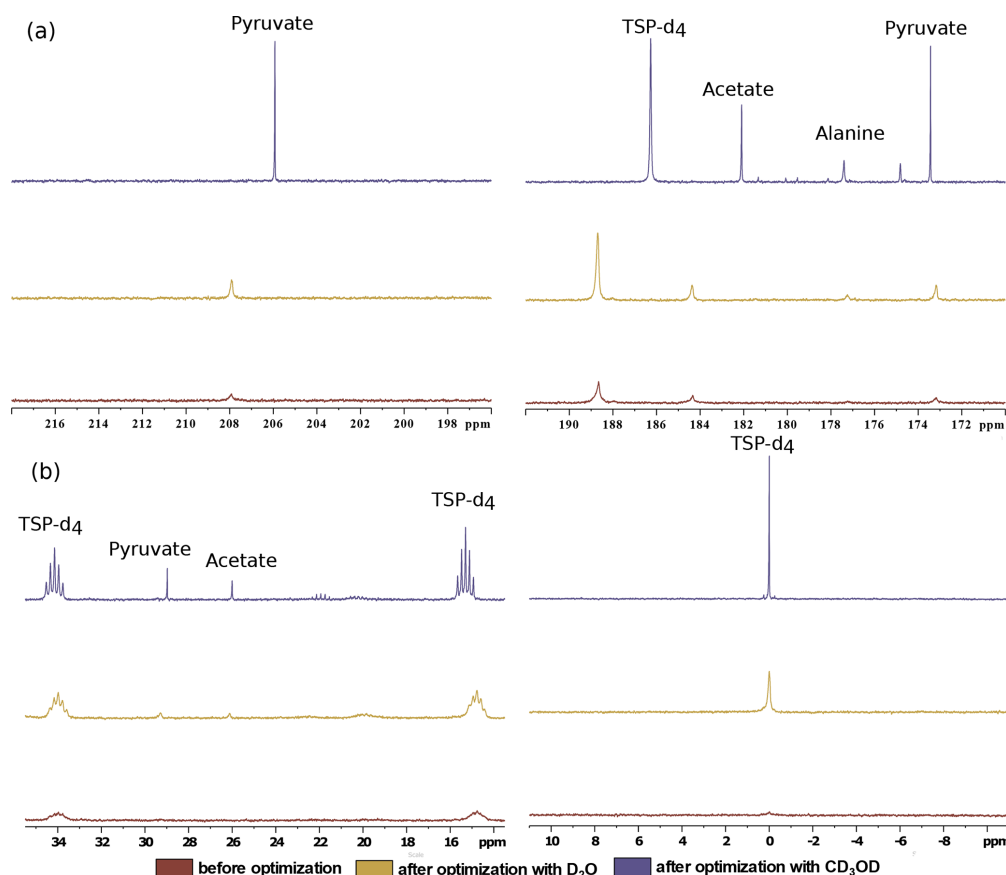 (a)
Pyruvate
TSP-d4
Acetate
Alanine
Pyruvate
216 214 212 210 208 206 204 202 200 198 ppm
190 188 186 184 182 180 178 176 174 172 ppm
(b)
TSP-d4
Pyruvate
Acetate
TSP-d4
TSP-d4
34 32 30 28 26 24 22 20 18 16 ppm
10 8 6 4 2 0 -2 -4 -6 -8 ppm
Scale
before optimization
after optimization with D2O
after optimization with CD3OD